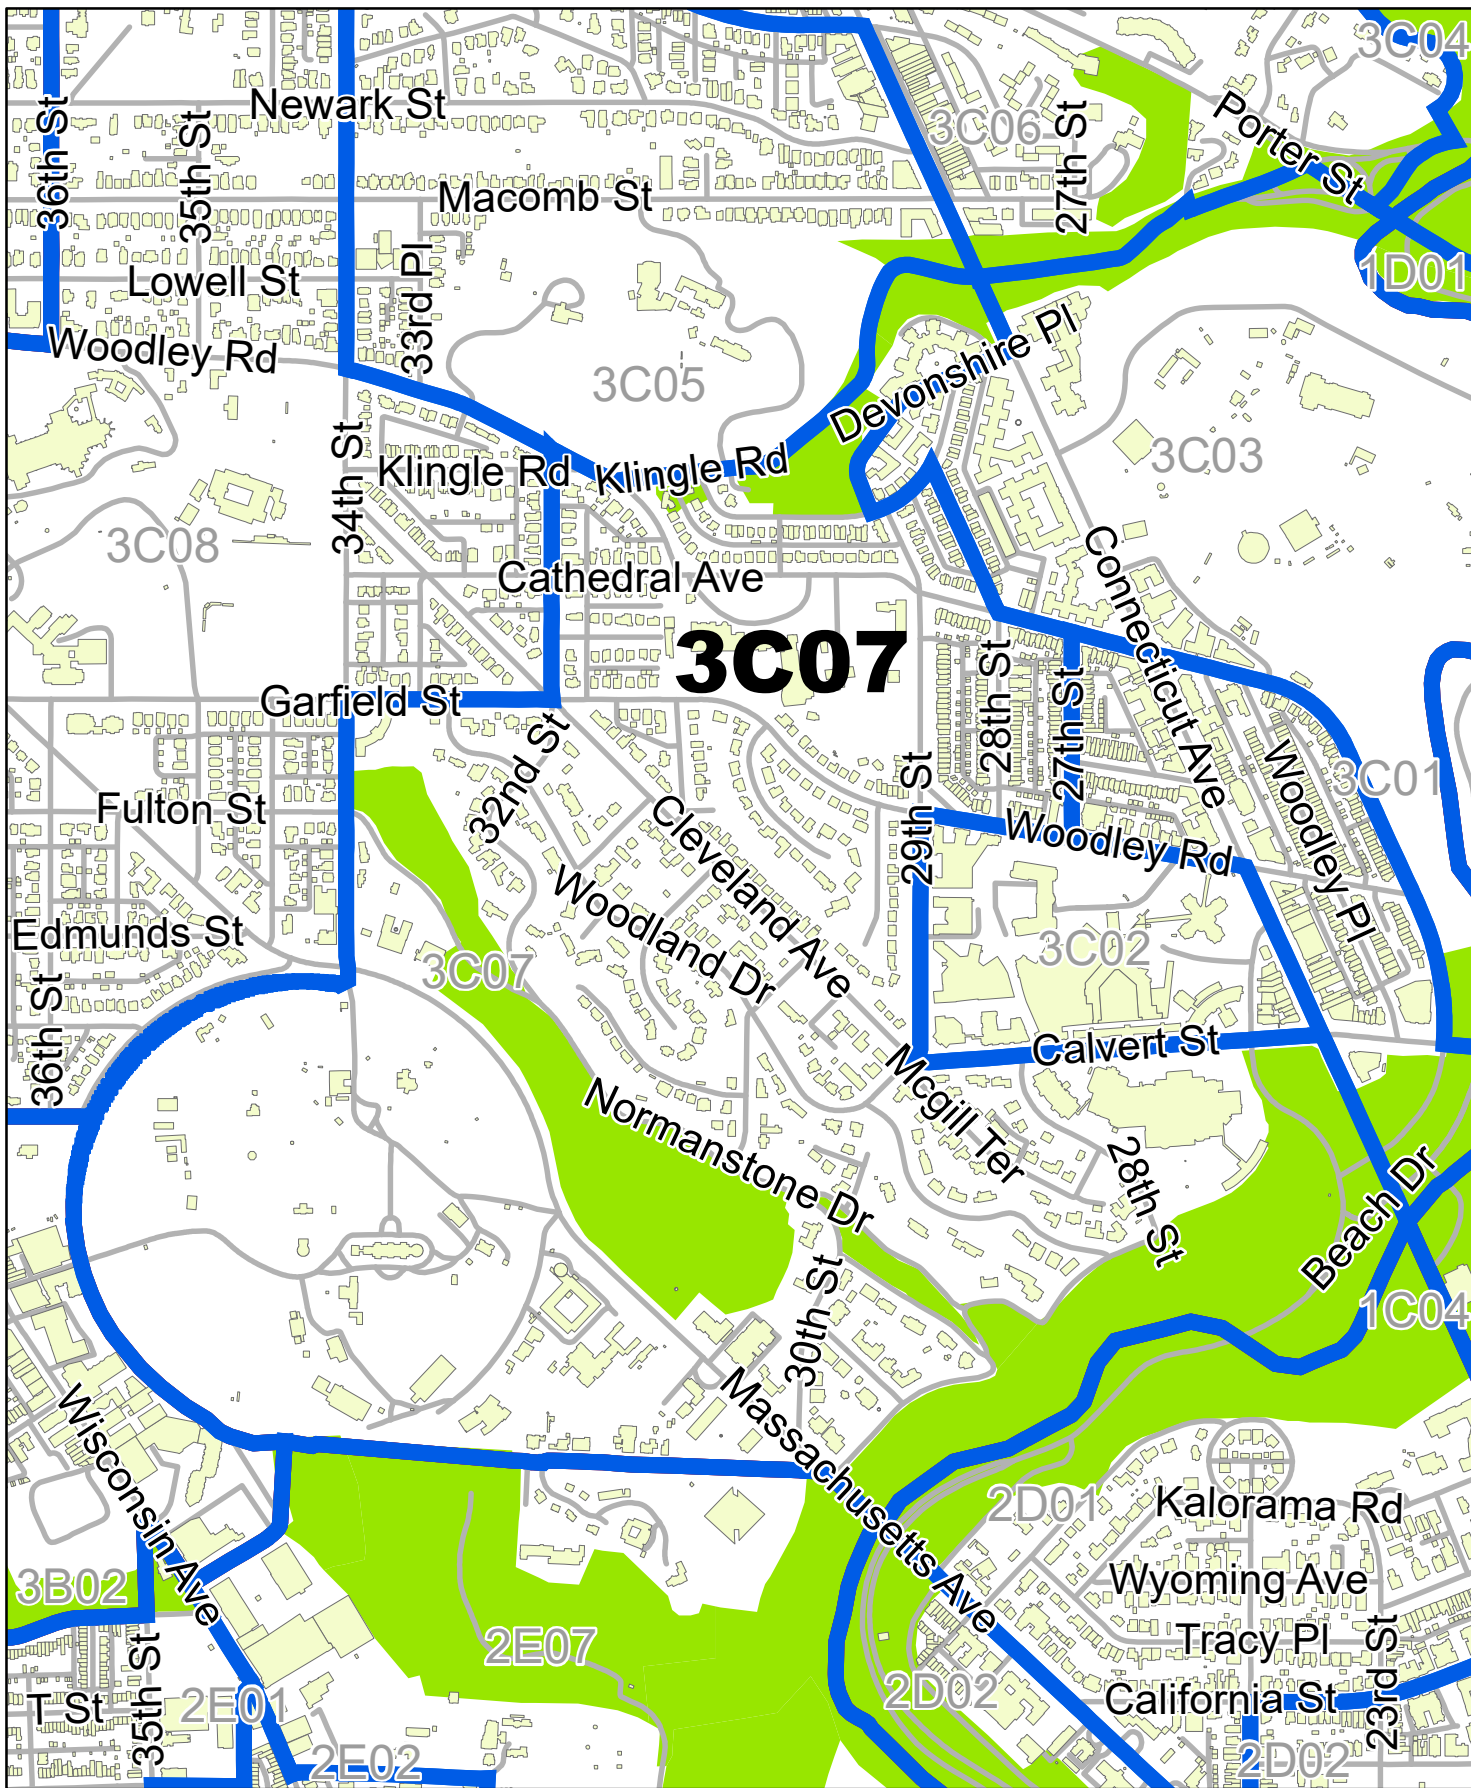 3C04
Newark St
36th St
35th St
3C06
27th St
Porter St
Macomb St
Lowell St
33rd Pl
1D01
Woodley Rd
Devonshire Pl
3C05
34th St
Klingle Rd
Klingle Rd
3C03
3C08
Cathedral Ave
Connecticut Ave
3C07
28th St
27th St
Garfield St
32nd St
29th St
Woodley Pl
3C01
Fulton St
Cleveland Ave
Woodley Rd
Woodland Dr
Edmunds St
3C07
3C02
36th St
Calvert St
Mcgill Ter
Normanstone Dr
28th St
Beach Dr
30th St
1C04
Massachusetts Ave
Wisconsin Ave
2D01
Kalorama Rd
3B02
Wyoming Ave
2E07
Tracy Pl
35th St
23rd St
T St
2E01
2D02
California St
2E02
2D02